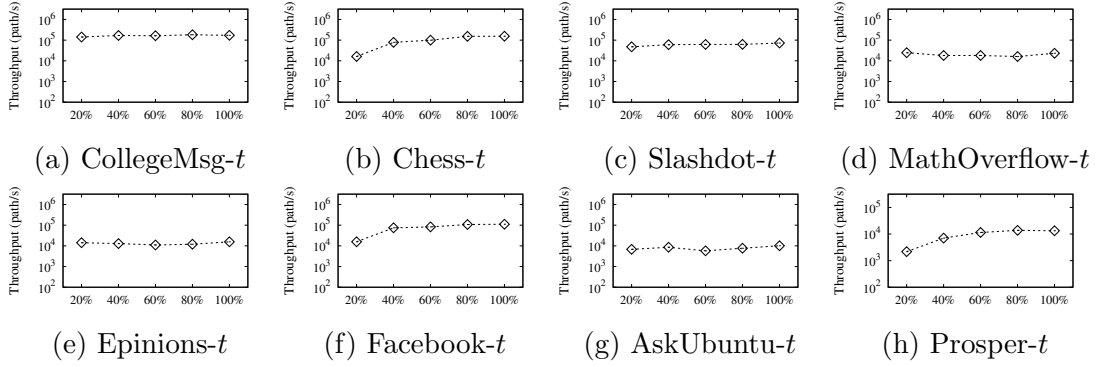 Throughput (path/s)
10^6
10^5
10^4
10^3
10^2
20% 40% 60% 80% 100%
(a) CollegeMsg-t
Throughput (path/s)
10^6
10^5
10^4
10^3
10^2
20% 40% 60% 80% 100%
(b) Chess-t
Throughput (path/s)
10^6
10^5
10^4
10^3
10^2
20% 40% 60% 80% 100%
(c) Slashdot-t
Throughput (path/s)
10^6
10^5
10^4
10^3
10^2
20% 40% 60% 80% 100%
(d) MathOverflow-t
Throughput (path/s)
10^6
10^5
10^4
10^3
10^2
20% 40% 60% 80% 100%
(e) Epinions-t
Throughput (path/s)
10^6
10^5
10^4
10^3
10^2
20% 40% 60% 80% 100%
(f) Facebook-t
Throughput (path/s)
10^6
10^5
10^4
10^3
10^2
20% 40% 60% 80% 100%
(g) AskUbuntu-t
Throughput (path/s)
10^5
10^4
10^3
10^2
20% 40% 60% 80% 100%
(h) Prosper-t